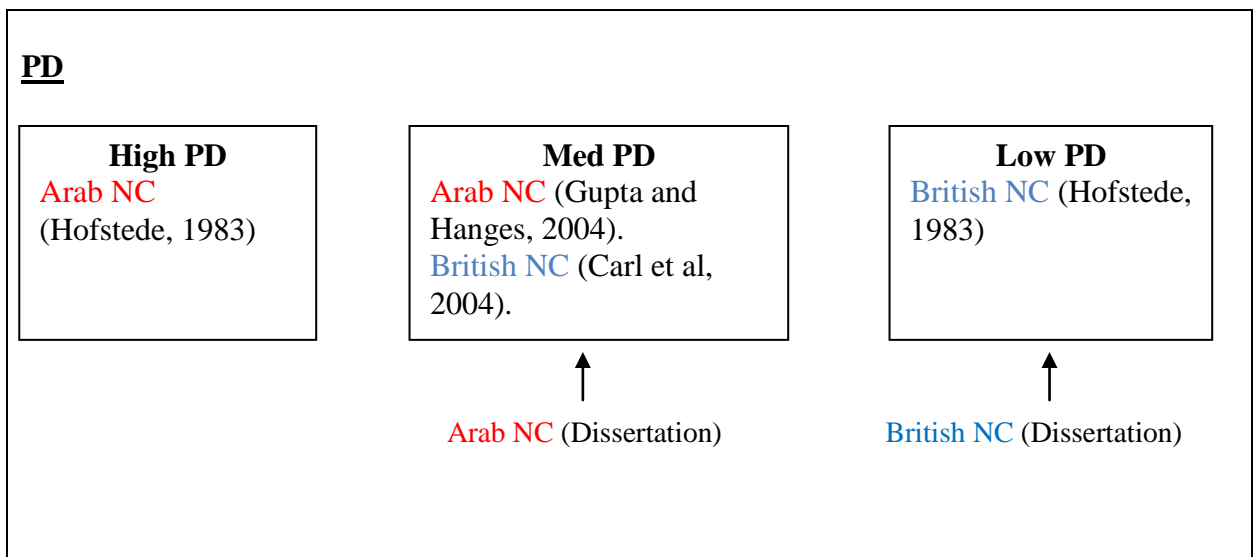 PD
High PD
Arab NC
(Hofstede, 1983)
Med PD
Arab NC (Gupta and
Hanges, 2004).
British NC (Carl et al,
2004).
Low PD
British NC (Hofstede,
1983)
Arab NC (Dissertation)
British NC (Dissertation)